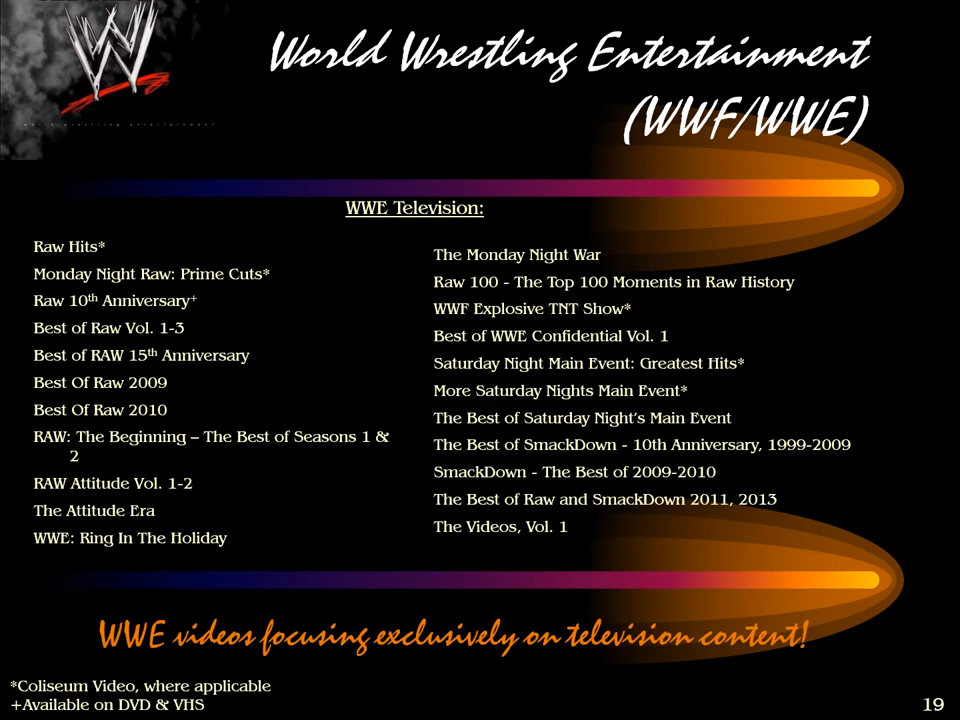 World Wrestling Entertainment
(WWF/WWE)
WWE Television:
Raw Hits*
Monday Night Raw: Prime Cuts*
Raw 10th Anniversary+
Best of Raw Vol. 1-3
Best of RAW 15th Anniversary
Best Of Raw 2009
Best Of Raw 2010
RAW: The Beginning – The Best of Seasons 1 &
2
RAW Attitude Vol. 1-2
The Attitude Era
WWE: Ring In The Holiday
The Monday Night War
Raw 100 - The Top 100 Moments in Raw History
WWF Explosive TNT Show*
Best of WWE Confidential Vol. 1
Saturday Night Main Event: Greatest Hits*
More Saturday Nights Main Event*
The Best of Saturday Night's Main Event
The Best of SmackDown - 10th Anniversary, 1999-2009
SmackDown - The Best of 2009-2010
The Best of Raw and SmackDown 2011, 2013
The Videos, Vol. 1
WWE videos focusing exclusively on television content!
*Coliseum Video, where applicable
+Available on DVD & VHS
19